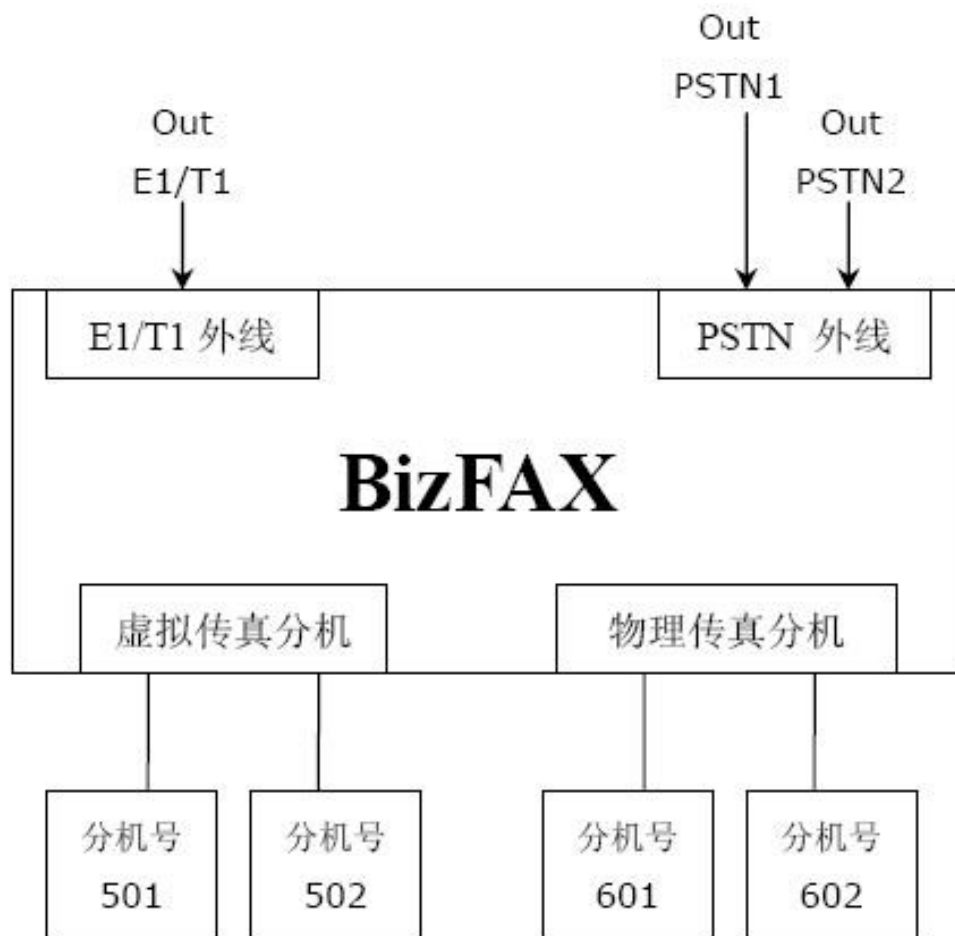 Out
PSTN1
Out
E1/T1
Out
PSTN2
E1/T1 外线
PSTN 外线
BizFAX
虚拟传真分机
物理传真分机
分机号
501
分机号
502
分机号
601
分机号
602